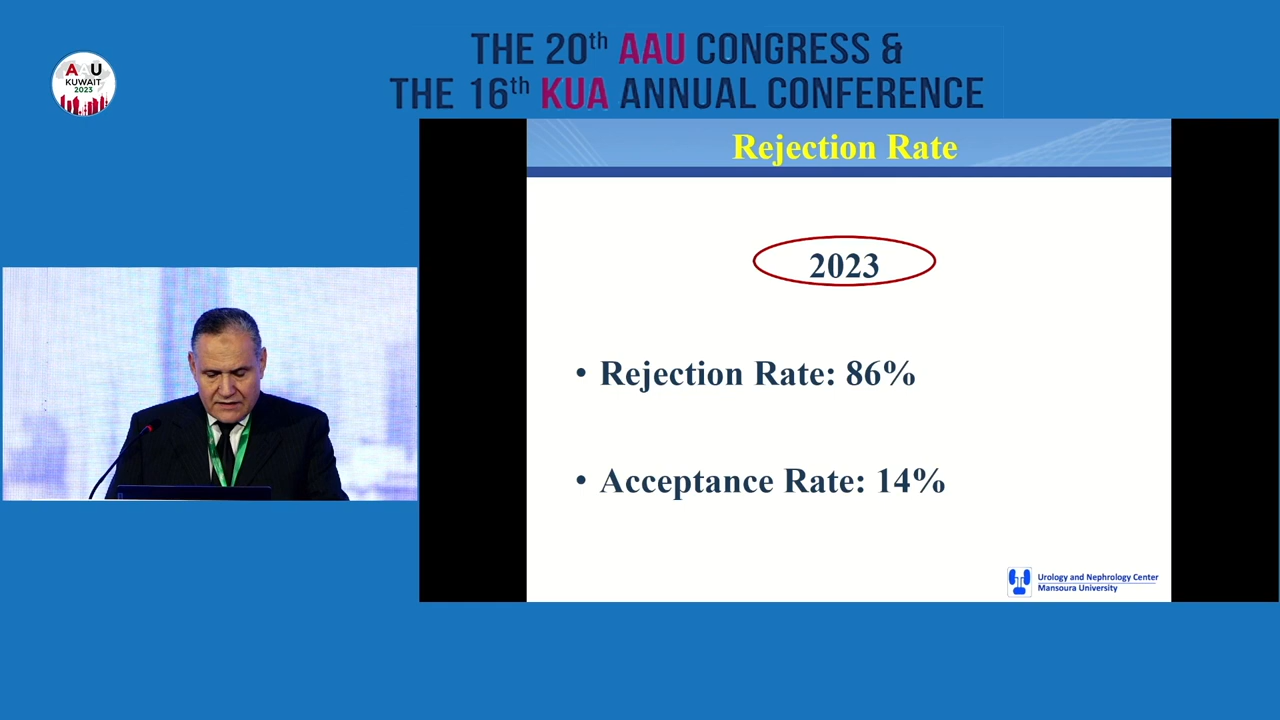 AAU
KUWAIT
2023
THE 20th AAU CONGRESS &
THE 16th KUA ANNUAL CONFERENCE
Rejection Rate
2023
• Rejection Rate: 86%
• Acceptance Rate: 14%
Urology and Nephrology Center
Mansoura University